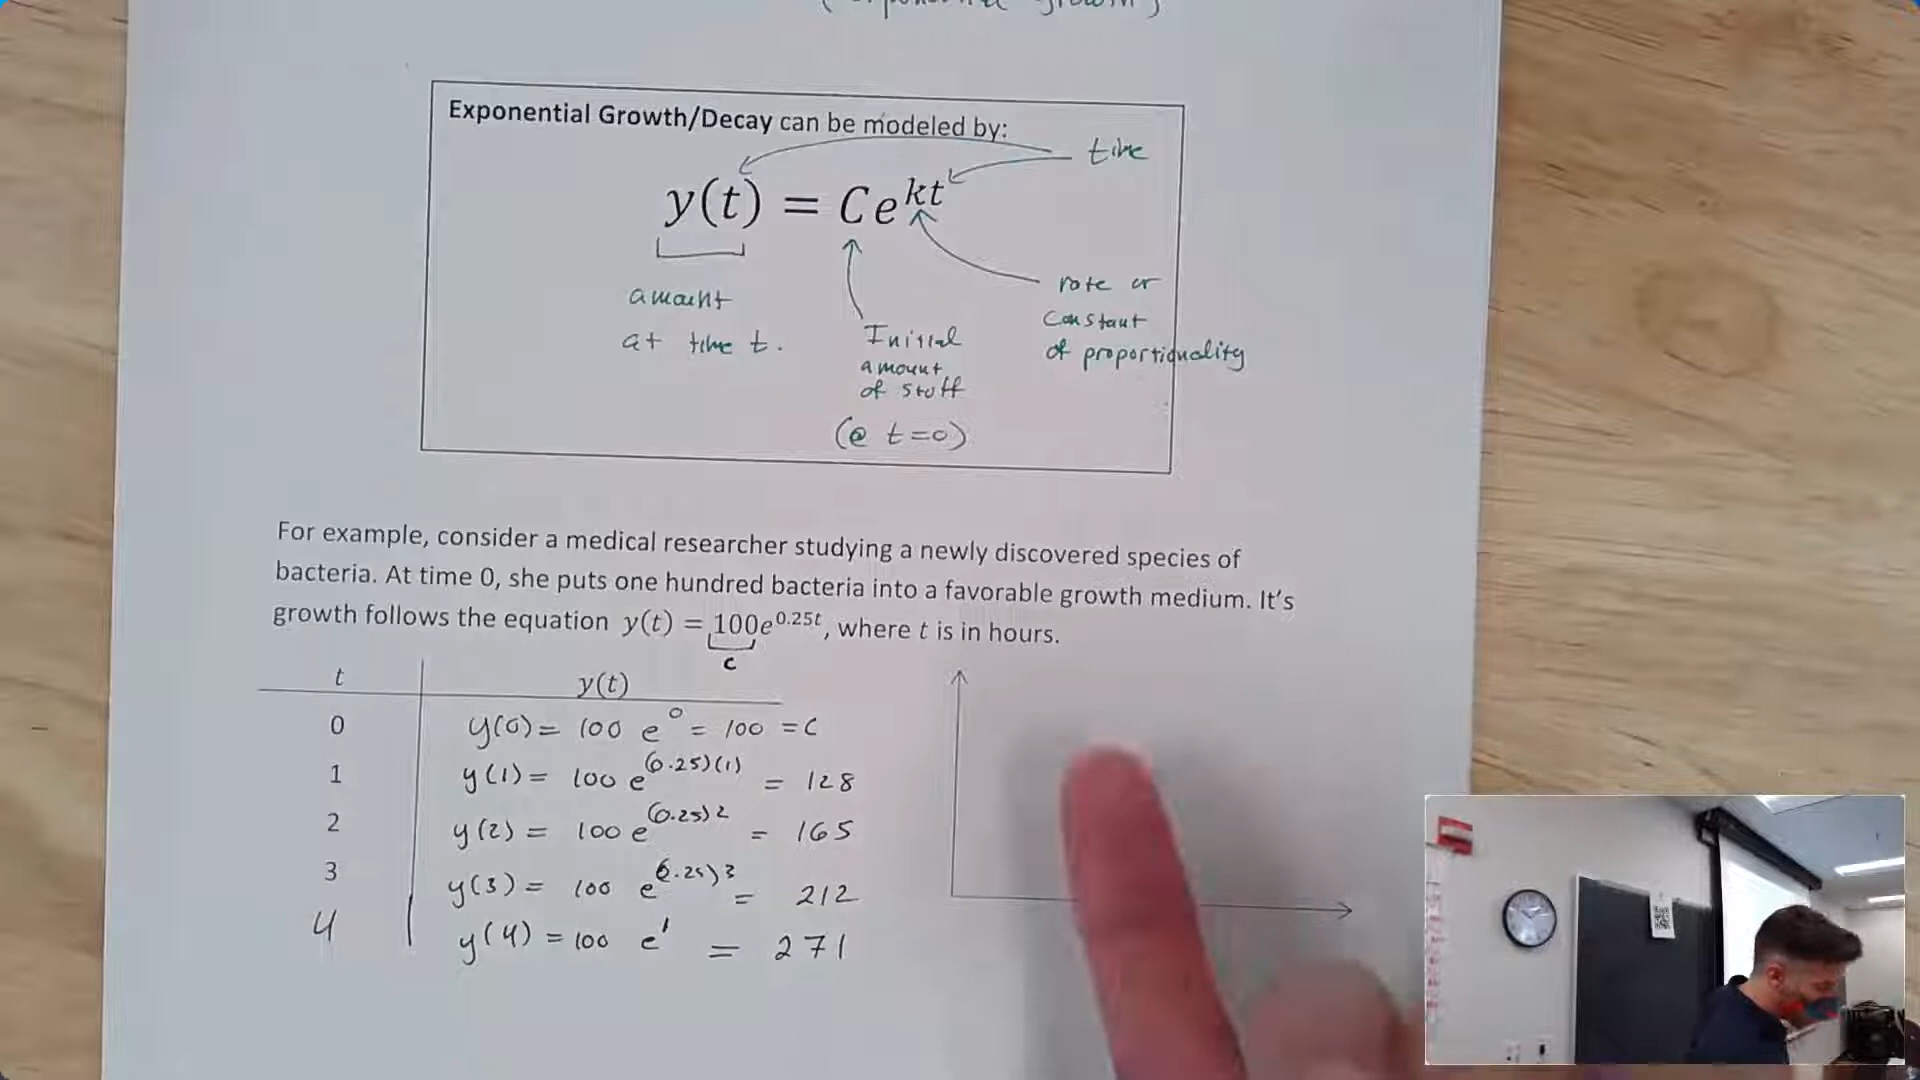 Exponential Growth/Decay can be modeled by:
time
y(t) = Ce^{kt}
amount
at time t.
Initial
amount
of stuff
(@ t=0)
rate or
constant
of proportionality
For example, consider a medical researcher studying a newly discovered species of
bacteria. At time 0, she puts one hundred bacteria into a favorable growth medium. It's
growth follows the equation y(t) = 100e^{0.25t}, where t is in hours.
c
t y(t)
0 y(0) = 100 e^0 = 100 = C
1 y(1) = 100 e^{(0.25)(1)} = 128
2 y(2) = 100 e^{(0.25)2} = 165
3 y(3) = 100 e^{(0.25)3} = 212
4 y(4) = 100 e^1 = 271